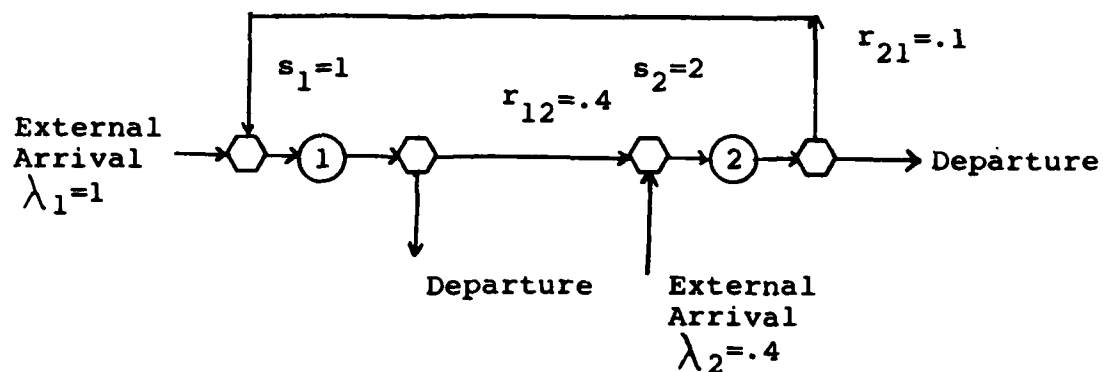 r₂₁=.1
s₁=1
s₂=2
r₁₂=.4
External
Arrival
λ₁=1
1
2
Departure
Departure
External
Arrival
λ₂=.4